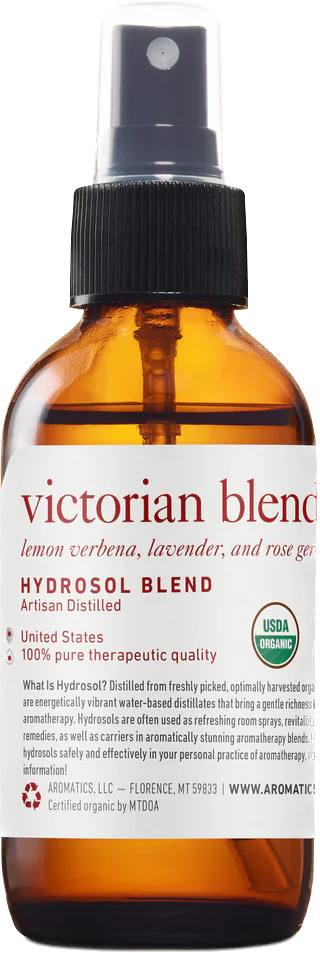 victorian blend
lemon verbena, lavender, and rose ger
HYDROSOL BLEND
Artisan Distilled
United States
100% pure therapeutic quality
USDA
ORGANIC
What Is Hydrosol? Distilled from freshly picked, optimally harvested orga
are energetically vibrant water-based distillates that bring a gentle richness
aromatherapy. Hydrosols are often used as refreshing room sprays, revitali
remedies, as well as carriers in aromatically stunning aromatherapy blends.
hydrosols safely and effectively in your personal practice of aromatherapy,
information!
AROMATICS, LLC — FLORENCE, MT 59833 | WWW.AROMATICS
Certified organic by MTDOA